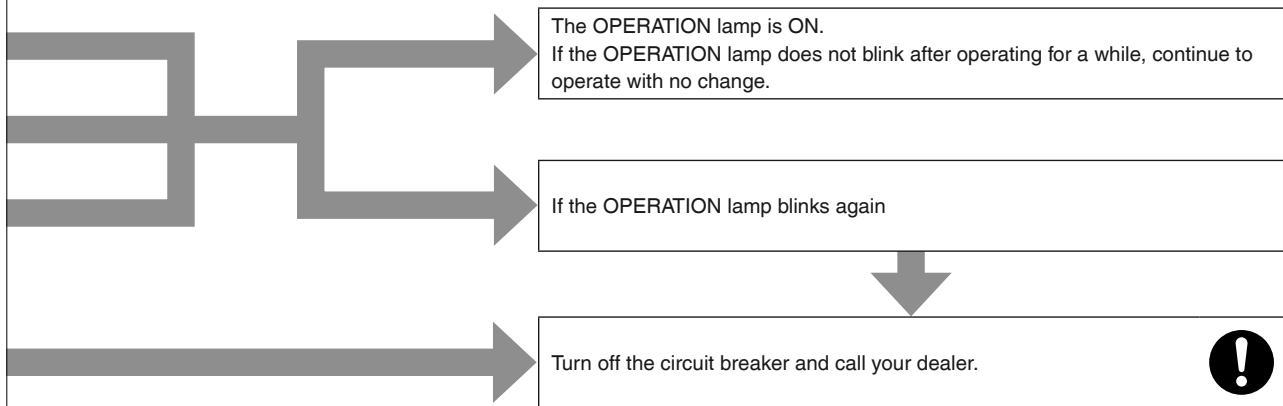 The OPERATION lamp is ON.
If the OPERATION lamp does not blink after operating for a while, continue to
operate with no change.
If the OPERATION lamp blinks again
Turn off the circuit breaker and call your dealer.